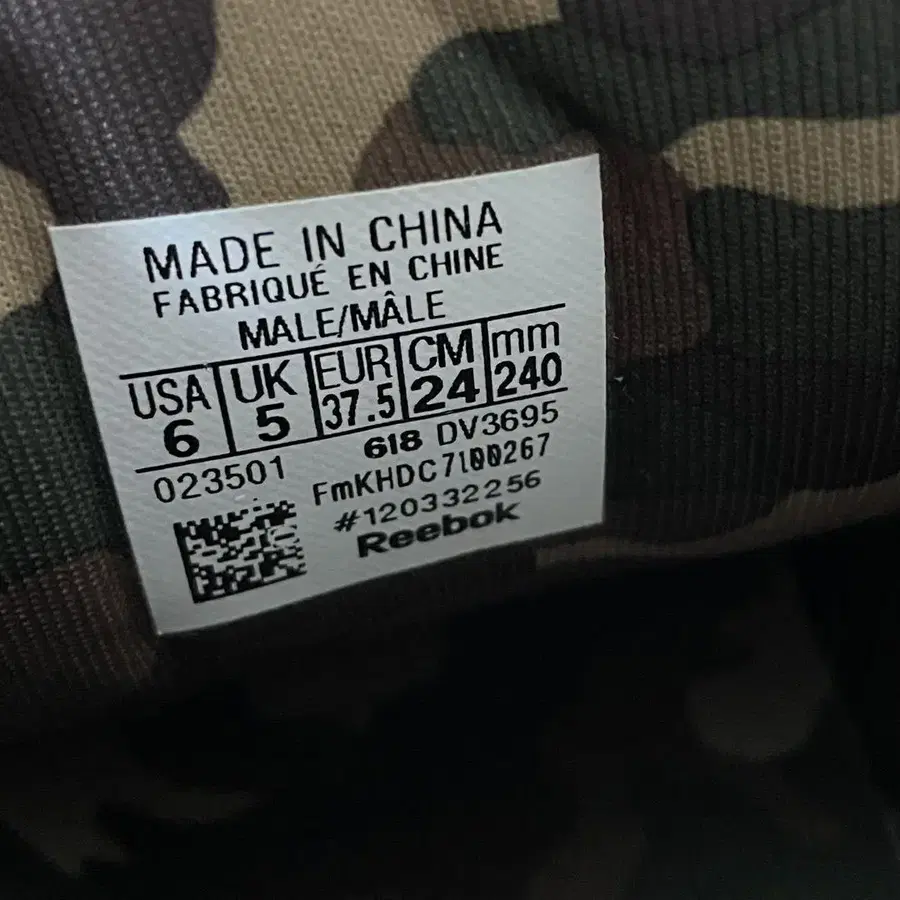 MADE IN CHINA
FABRIQUÉ EN CHINE
MALE/MÂLE
USA UK EUR CM mm
6 5 37.5 24 240
023501 618 DV3695
FmKHDC7100267
#120332256
Reebok